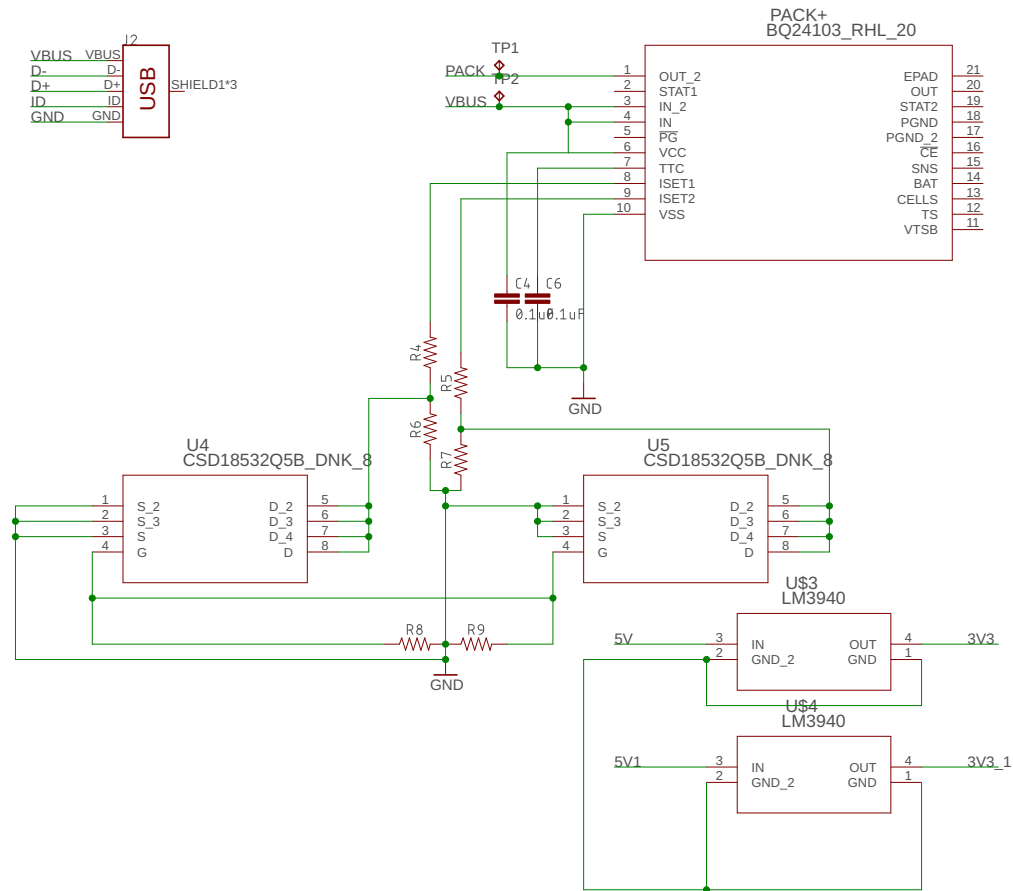 J2
VBUS
D-
D+
ID
GND
VBUS
D-
D+
ID
GND
USB
SHIELD1*3
TP1
PACK
TP2
VBUS
PACK+
BQ24103_RHL_20
1 OUT_2
2 STAT1
3 IN_2
4 IN
5 PG
6 VCC
7 TTC
8 ISET1
9 ISET2
10 VSS
EPAD 21
OUT 20
STAT2 19
PGND 18
PGND_2 17
CE 16
SNS 15
BAT 14
CELLS 13
TS 12
VTSB 11
C4
0.1uF
C6
0.1uF
GND
R4
R5
R6
R7
U4
CSD18532Q5B_DNK_8
1 S_2
2 S_3
3 S
4 G
D_2 5
D_3 6
D_4 7
D 8
U5
CSD18532Q5B_DNK_8
1 S_2
2 S_3
3 S
4 G
D_2 5
D_3 6
D_4 7
D 8
R8
R9
GND
U$3
LM3940
5V
3 IN
2 GND_2
OUT 4
GND 1
3V3
U$4
LM3940
5V1
3 IN
2 GND_2
OUT 4
GND 1
3V3_1